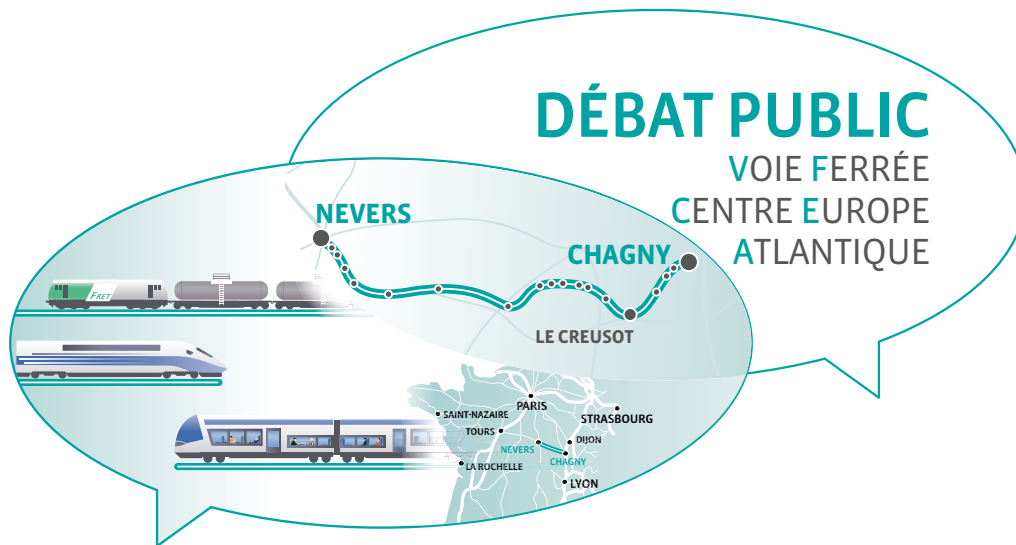 DÉBAT PUBLIC
VOIE FERRÉE
CENTRE EUROPE
ATLANTIQUE
NEVERS
CHAGNY
FRET
LE CREUSOT
PARIS
STRASBOURG
SAINT-NAZAIRE
TOURS
DIJON
NEVERS
CHAGNY
LA ROCHELLE
LYON